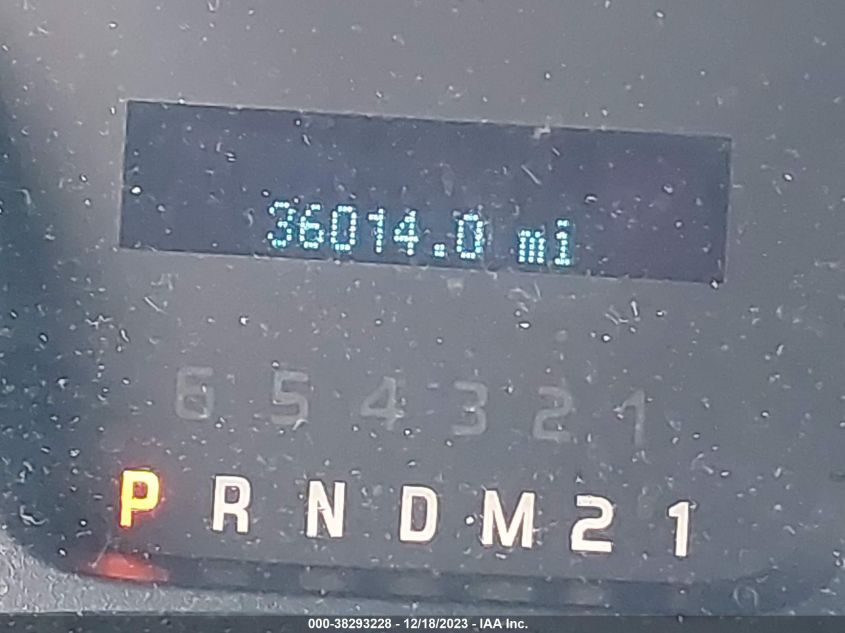 36014.0 mi
6 5 4 3 2 1
P R N D M 2 1
000-38293228 - 12/18/2023 - IAA Inc.